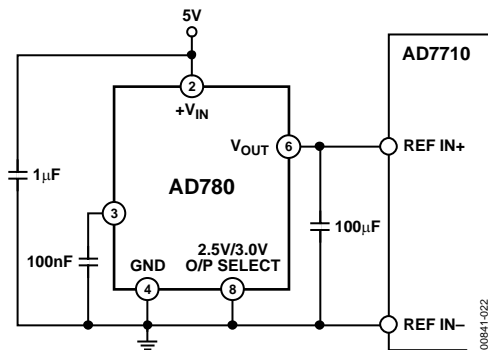 5V
AD7710
2
+VIN
6
VOUT
REF IN+
AD780
1μF
3
100μF
100nF
GND
2.5V/3.0V
O/P SELECT
4
8
REF IN–
00841-022